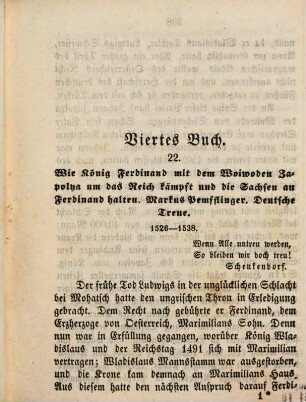 Viertes Buch.
22.
Wie König Ferdinand mit dem Woiwoden Za-
polya um das Reich kämpft und die Sachsen an
Ferdinand halten. Markus Pemfflinger. Deutsche
Treue.
1526—1538.
Wenn Alle untreu werden,
So bleiben wir doch treu!
Schenkendorf.
Der frühe Tod Ludwigs in der unglücklichen Schlacht
bei Mohatsch hatte den ungrischen Thron in Erledigung
gebracht. Dem Recht nach gebührte er Ferdinand, dem
Erzherzoge von Oesterreich, Maximilians Sohn. Denn nun
war in Erfüllung gegangen, worüber König Wla-
dislaus und der Reichstag 1491 sich mit Maximilian
vertragen; Wladislaus Mannsstamm war ausgestorben,
und die Krone kam demnach an Maximilians Haus.
Aus diesem hatte den nächsten Anspruch darauf Ferdi-
1*